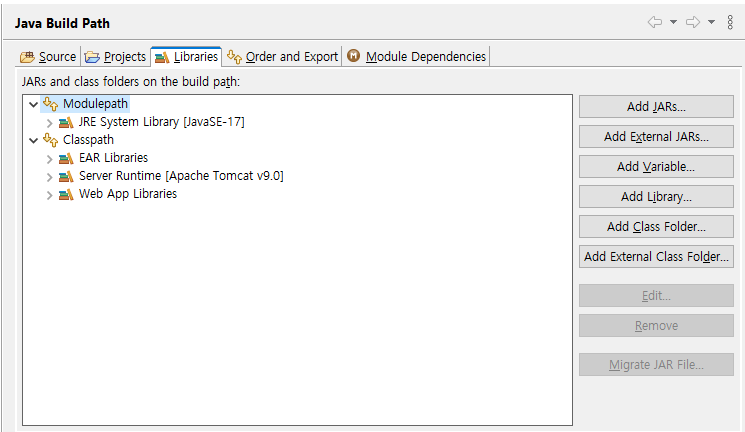 Java Build Path
Source Projects Libraries Order and Export Module Dependencies
JARs and class folders on the build path:
Modulepath
JRE System Library [JavaSE-17]
Classpath
EAR Libraries
Server Runtime [Apache Tomcat v9.0]
Web App Libraries
Add JARs...
Add External JARs...
Add Variable...
Add Library...
Add Class Folder...
Add External Class Folder...
Edit...
Remove
Migrate JAR File...